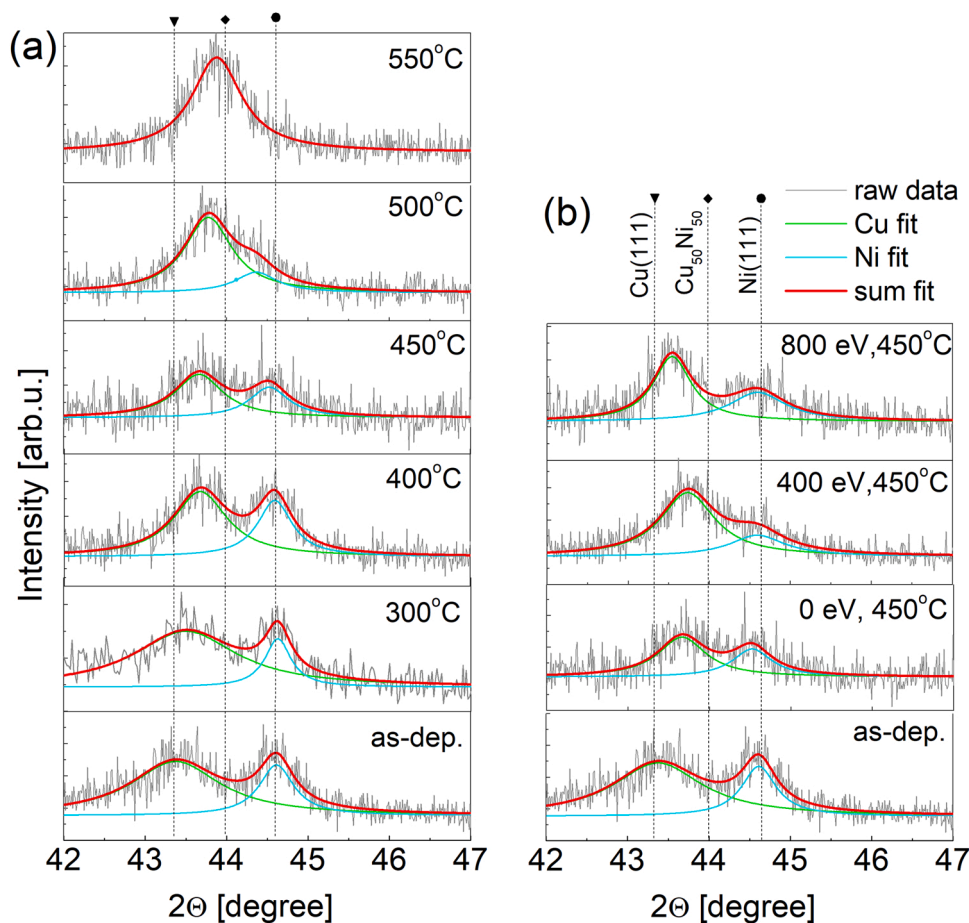 (a)
550°C
500°C
450°C
400°C
300°C
as-dep.
Intensity [arb.u.]
42 43 44 45 46 47
2Θ [degree]
(b)
raw data
Cu fit
Ni fit
sum fit
Cu(111)
Cu50Ni50
Ni(111)
800 eV,450°C
400 eV,450°C
0 eV, 450°C
as-dep.
42 43 44 45 46 47
2Θ [degree]